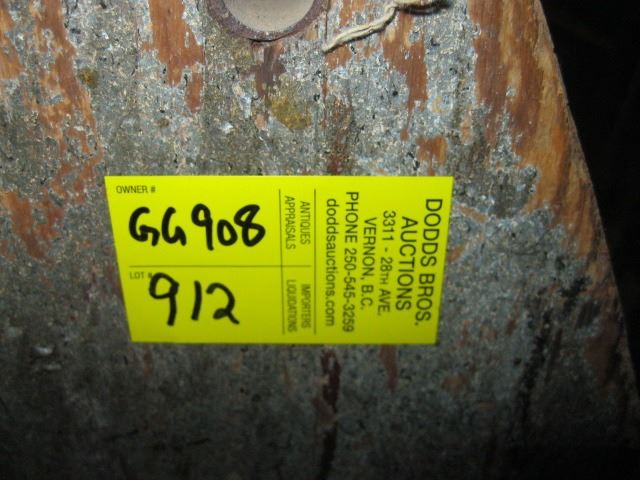 OWNER #
GG908
LOT #
912
ANTIQUES
APPRAISALS
IMPORTERS
LIQUIDATIONS
DODDS BROS.
AUCTIONS
3311 - 28TH AVE.
VERNON, B.C.
PHONE 250-545-3259
doddsauctions.com